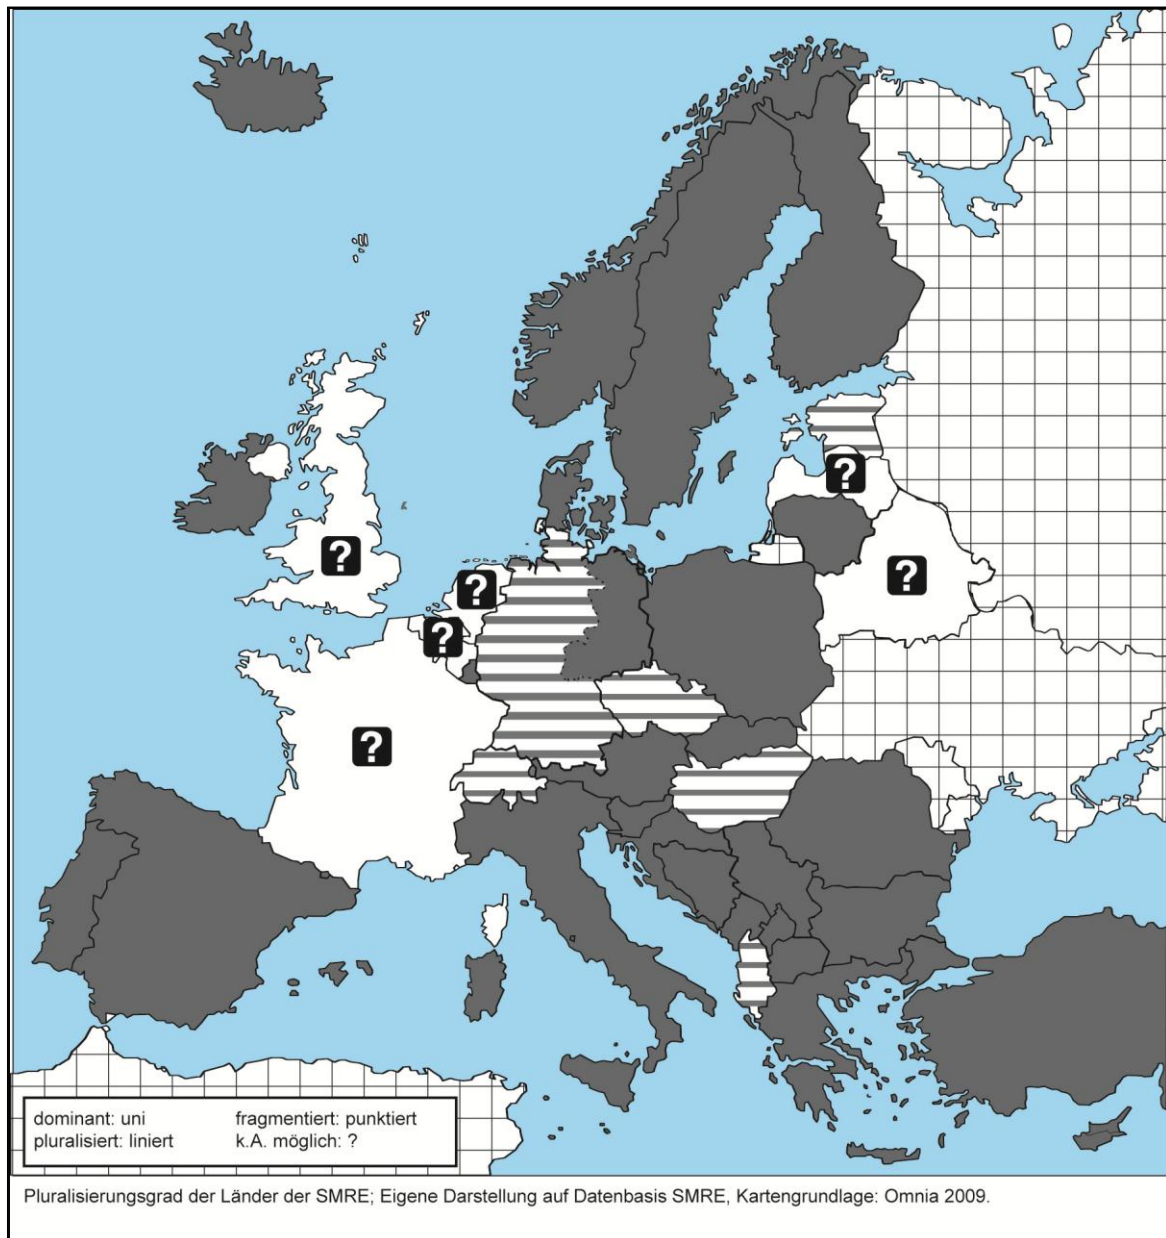 ?
?
?
?
?
?
dominant: uni fragmentiert: punktiert
pluralisiert: liniert k.A. möglich: ?
Pluralisierungsgrad der Länder der SMRE; Eigene Darstellung auf Datenbasis SMRE, Kartengrundlage: Omnia 2009.